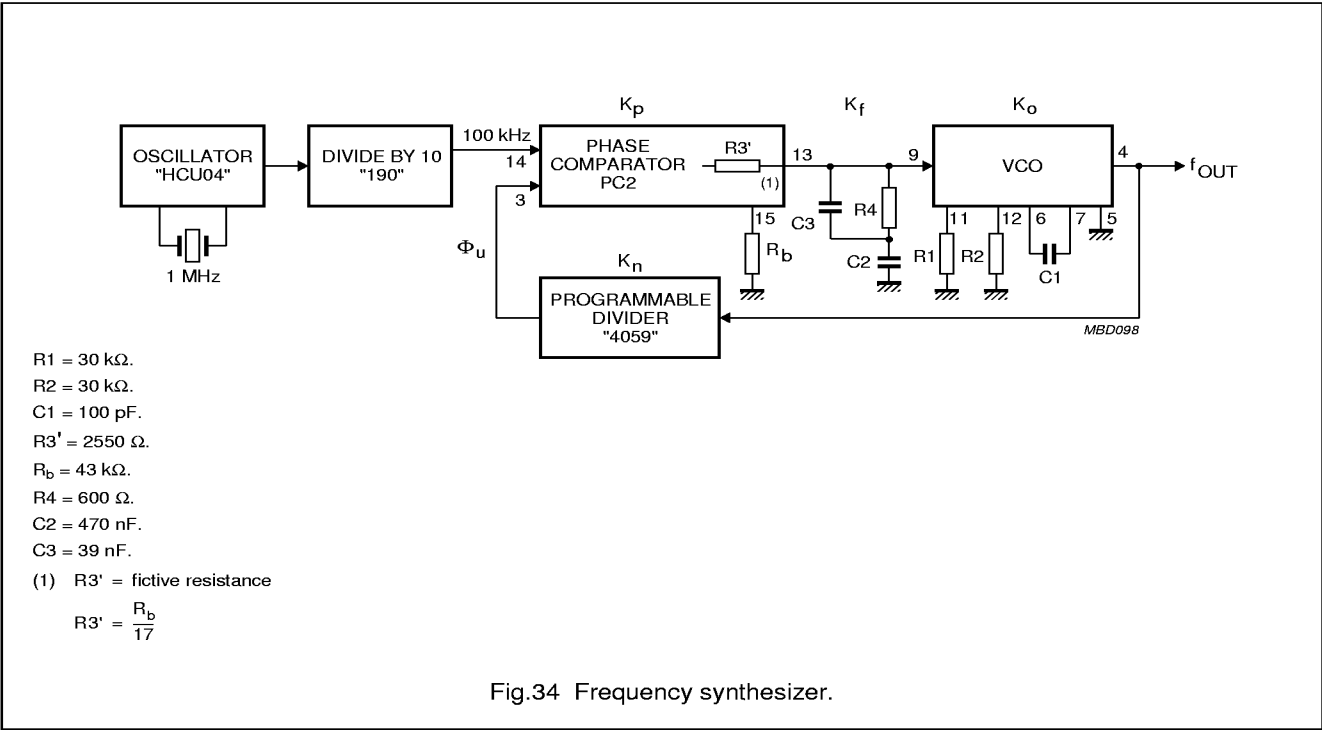 Kp
Kf
Ko
OSCILLATOR
"HCU04"
1 MHz
DIVIDE BY 10
"190"
100 kHz
14
3
PHASE
COMPARATOR
PC2
R3'
(1)
13
15
Rb
C3
R4
C2
9
VCO
4
fOUT
11
12
6
7
5
R1
R2
C1
Φu
Kn
PROGRAMMABLE
DIVIDER
"4059"
MBD098
R1 = 30 kΩ.
R2 = 30 kΩ.
C1 = 100 pF.
R3' = 2550 Ω.
Rb = 43 kΩ.
R4 = 600 Ω.
C2 = 470 nF.
C3 = 39 nF.
(1) R3' = fictive resistance
R3' = Rb/17
Fig.34 Frequency synthesizer.